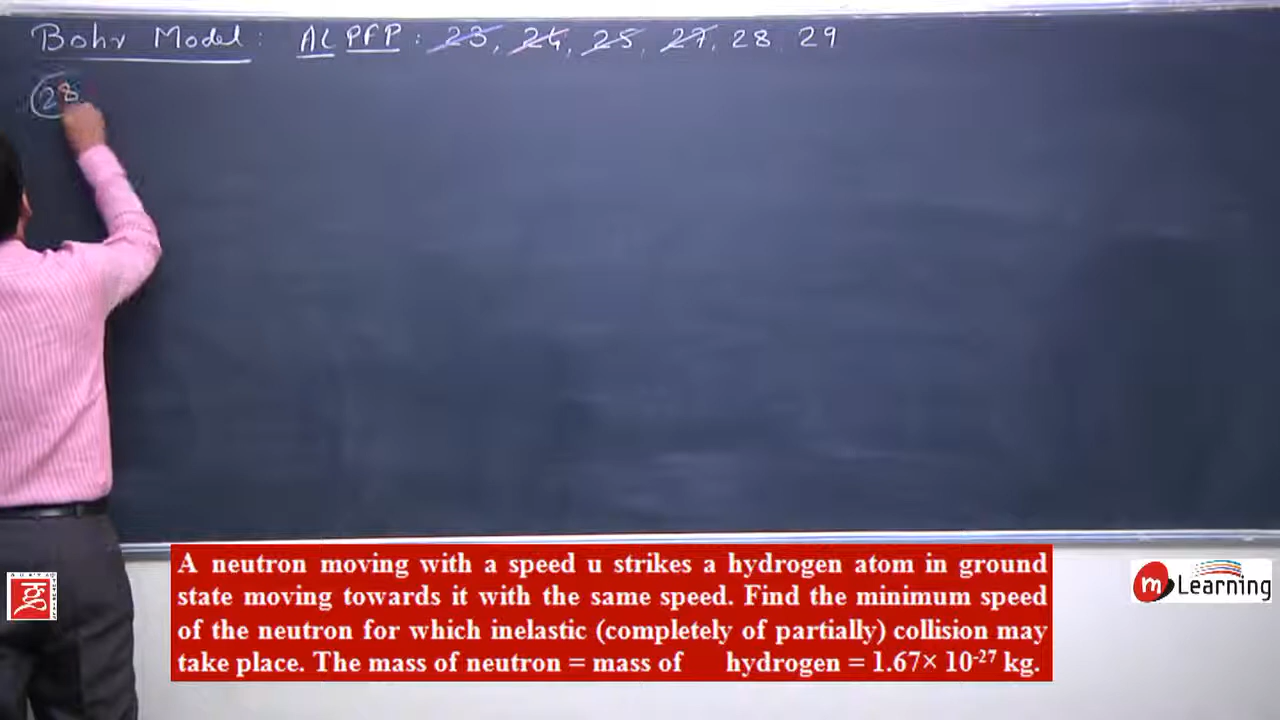 Bohr Model : AC PFP : 23, 24, 25, 27, 28, 29
28
A neutron moving with a speed u strikes a hydrogen atom in ground
state moving towards it with the same speed. Find the minimum speed
of the neutron for which inelastic (completely of partially) collision may
take place. The mass of neutron = mass of hydrogen = 1.67× 10⁻²⁷ kg.
m Learning